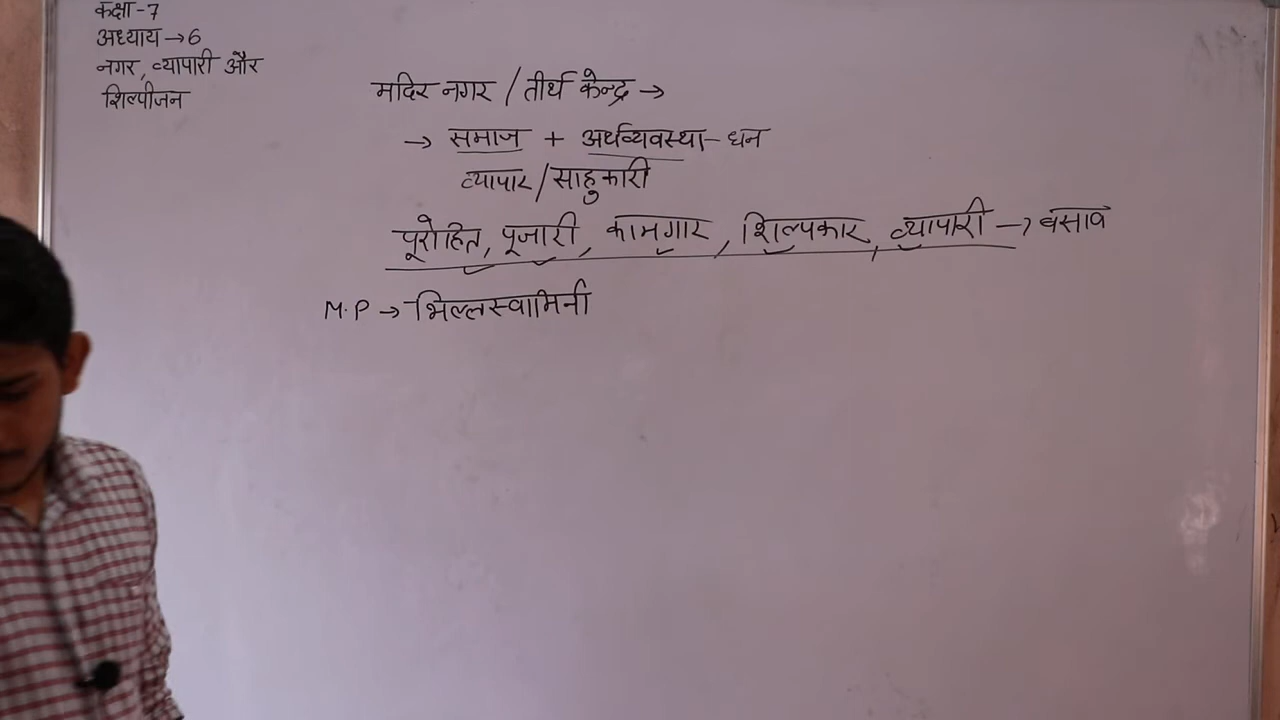 कक्षा-7
अध्याय→6
नगर, व्यापारी और
शिल्पीजन
मंदिर नगर / तीर्थ केन्द्र →
→ समाज + अर्थव्यवस्था- धन
व्यापार/साहुकारी
पूरोहित, पूजारी, कामगार, शिल्पकार, व्यापारी → बसाव
M.P → भिल्लस्वामिनी